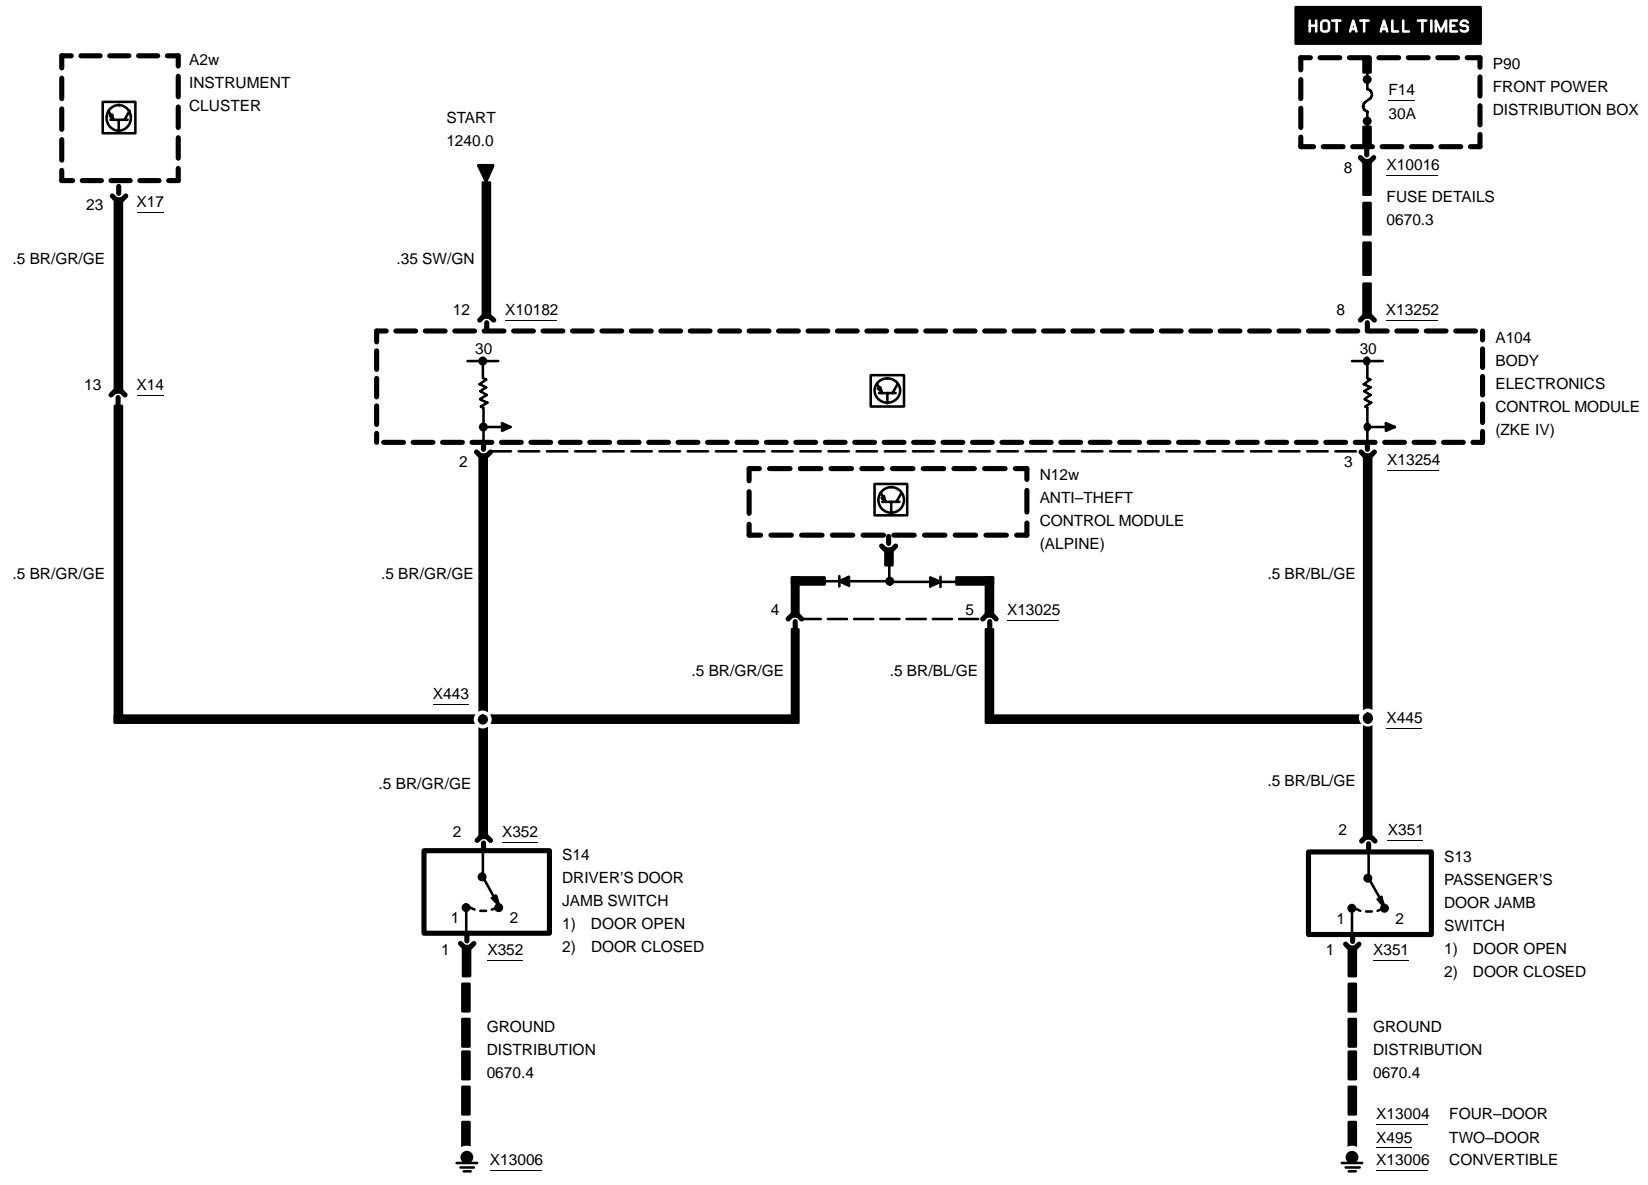 HOT AT ALL TIMES
A2w
INSTRUMENT
CLUSTER
23 X17
.5 BR/GR/GE
13 X14
.5 BR/GR/GE
START
1240.0
.35 SW/GN
12 X10182
P90
FRONT POWER
DISTRIBUTION BOX
F14
30A
8 X10016
FUSE DETAILS
0670.3
8 X13252
30
30
A104
BODY
ELECTRONICS
CONTROL MODULE
(ZKE IV)
2
3 X13254
N12w
ANTI–THEFT
CONTROL MODULE
(ALPINE)
.5 BR/GR/GE
.5 BR/BL/GE
4
5 X13025
.5 BR/GR/GE
.5 BR/BL/GE
X443
X445
.5 BR/GR/GE
.5 BR/BL/GE
2 X352
S14
DRIVER'S DOOR
JAMB SWITCH
1) DOOR OPEN
2) DOOR CLOSED
1 2
1 X352
GROUND
DISTRIBUTION
0670.4
X13006
2 X351
S13
PASSENGER'S
DOOR JAMB
SWITCH
1) DOOR OPEN
2) DOOR CLOSED
1 2
1 X351
GROUND
DISTRIBUTION
0670.4
X13004 FOUR–DOOR
X495 TWO–DOOR
X13006 CONVERTIBLE